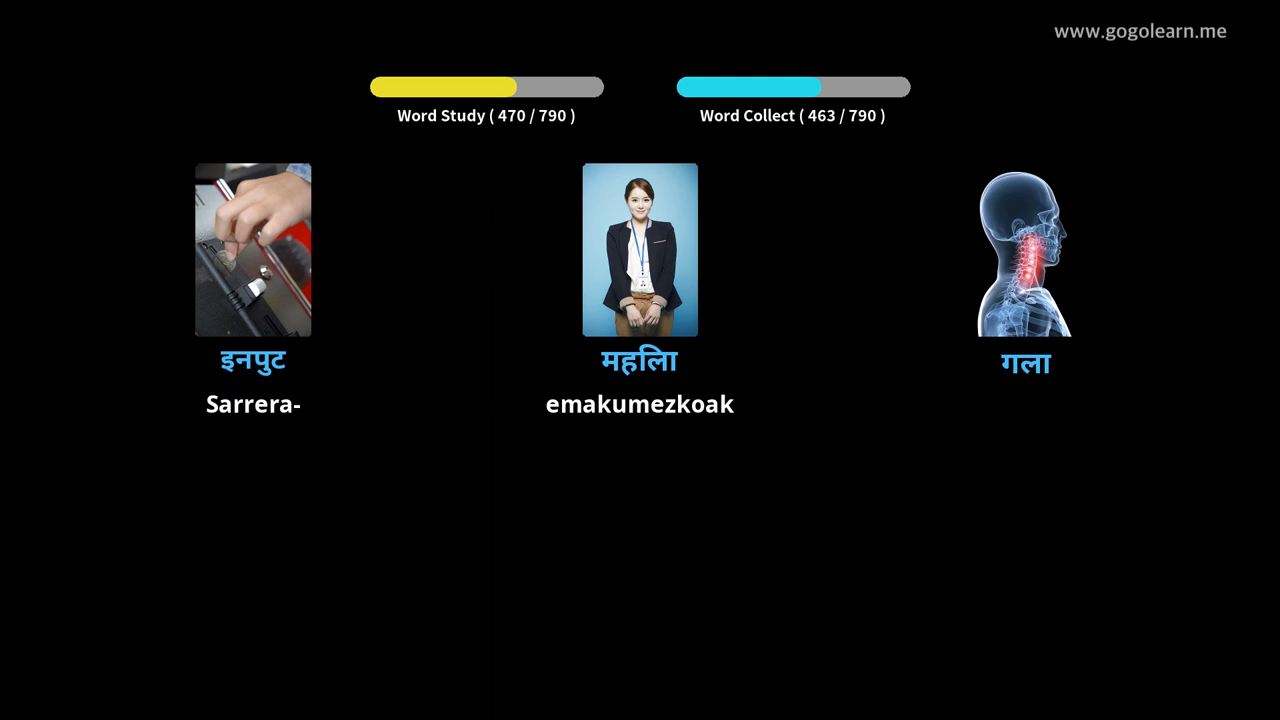 www.gogolearn.me
Word Study ( 470 / 790 )
Word Collect ( 463 / 790 )
इनपुट
महिला
गला
Sarrera-
emakumezkoak